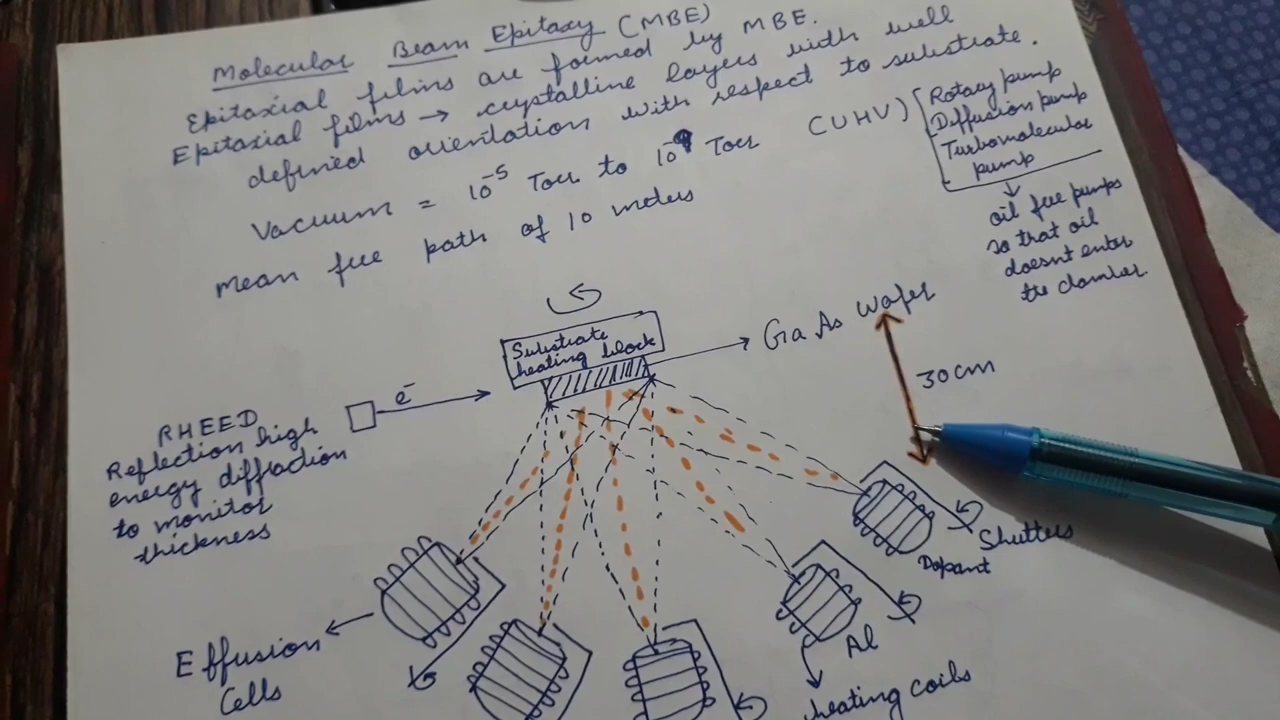 Molecular Beam Epitaxy (MBE)
Epitaxial films are formed by MBE.
Epitaxial films → crystalline layers with well
defined orientation with respect to substrate.
Vacuum = 10⁻⁵ Torr to 10⁻⁹ Torr
(UHV)
Rotary pump
Diffusion pump
Turbomolecular
pump
oil free pumps
so that oil
doesnt enter
the chamber.
mean free path of 10 meters
Substrate
heating block
GaAs Wafer
30cm
e⁻
RHEED
Reflection high
energy diffraction
to monitor
thickness
Shutters
Dopant
Al
heating coils
Effusion
Cells